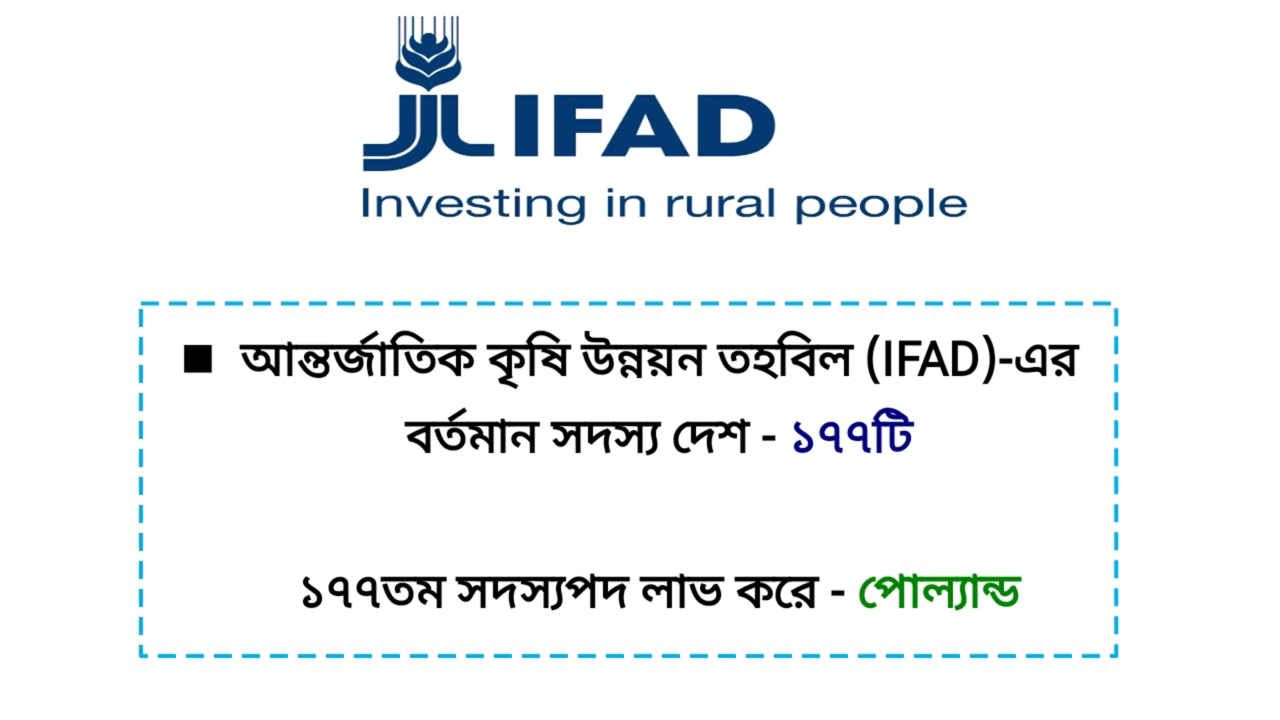 IFAD
Investing in rural people
■ আন্তর্জাতিক কৃষি উন্নয়ন তহবিল (IFAD)-এর
বর্তমান সদস্য দেশ - ১৭৭টি
১৭৭তম সদস্যপদ লাভ করে - পোল্যান্ড